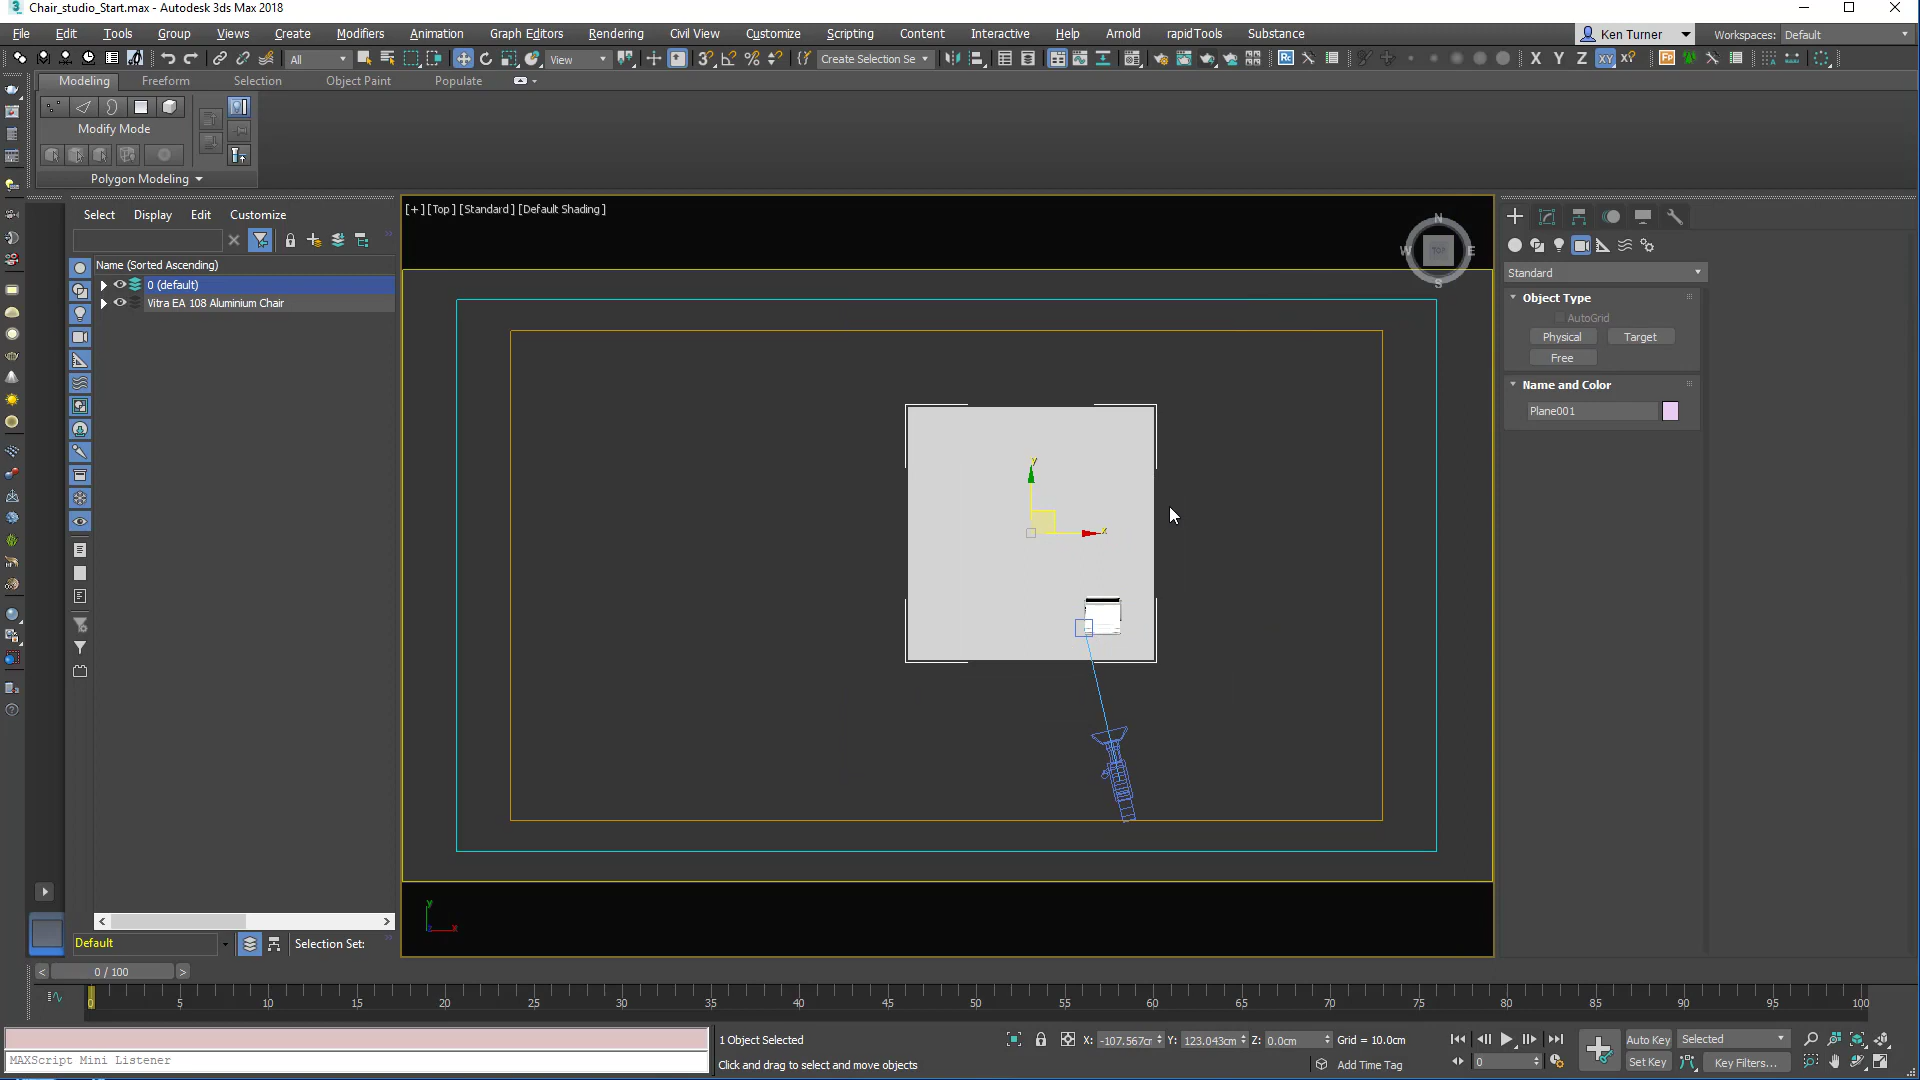 Chair_studio_Start.max - Autodesk 3ds Max 2018
File Edit Tools Group Views Create Modifiers Animation Graph Editors Rendering Civil View Customize Scripting Content Interactive Help Arnold rapidTools Substance Ken Turner Workspaces: Default
All View Create Selection Se X Y Z XY
Modeling Freeform Selection Object Paint Populate
Modify Mode
Polygon Modeling
Select Display Edit Customize
[+] [Top] [Standard] [Default Shading]
N
W E
S
Name (Sorted Ascending)
0 (default)
Vitra EA 108 Aluminium Chair
Standard
Object Type
AutoGrid
Physical Target
Free
Name and Color
Plane001
y
x
y
x
Default Selection Set:
< 0 / 100 >
0 5 10 15 20 25 30 35 40 45 50 55 60 65 70 75 80 85 90 95 100
1 Object Selected X: -107.567cr Y: 123.043cr Z: 0.0cm Grid = 10.0cm Auto Key Selected
MAXScript Mini Listener Click and drag to select and move objects Add Time Tag 0 Set Key Key Filters...